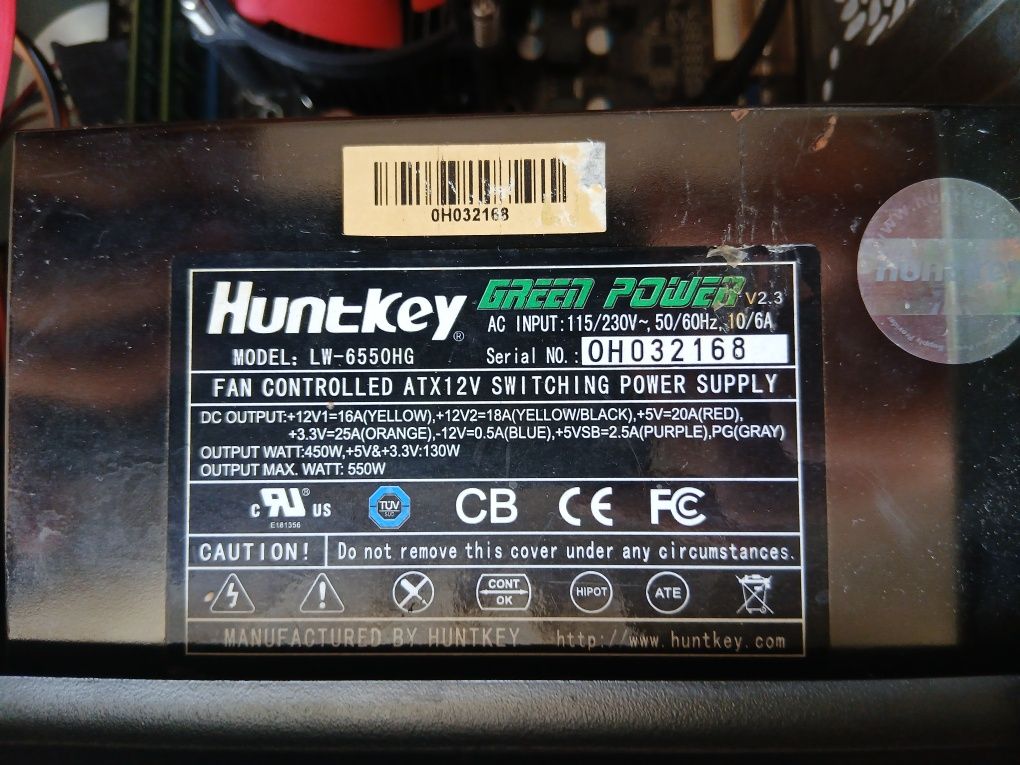 0H032168
HUNTKEY® GREEN POWER V2.3
AC INPUT:115/230V~, 50/60Hz, 10/6A
MODEL: LW-6550HG Serial NO.: 0H032168
FAN CONTROLLED ATX12V SWITCHING POWER SUPPLY
DC OUTPUT:+12V1=16A(YELLOW),+12V2=18A(YELLOW/BLACK),+5V=20A(RED),
+3.3V=25A(ORANGE),-12V=0.5A(BLUE),+5VSB=2.5A(PURPLE),PG(GRAY)
OUTPUT WATT:450W,+5V&+3.3V:130W
OUTPUT MAX. WATT: 550W
C RU® US TÜV SÜD CB CE FC
E181356
CAUTION! Do not remove this cover under any circumstances.
CONT OK HIPOT ATE
MANUFACTURED BY HUNTKEY http://www.huntkey.com